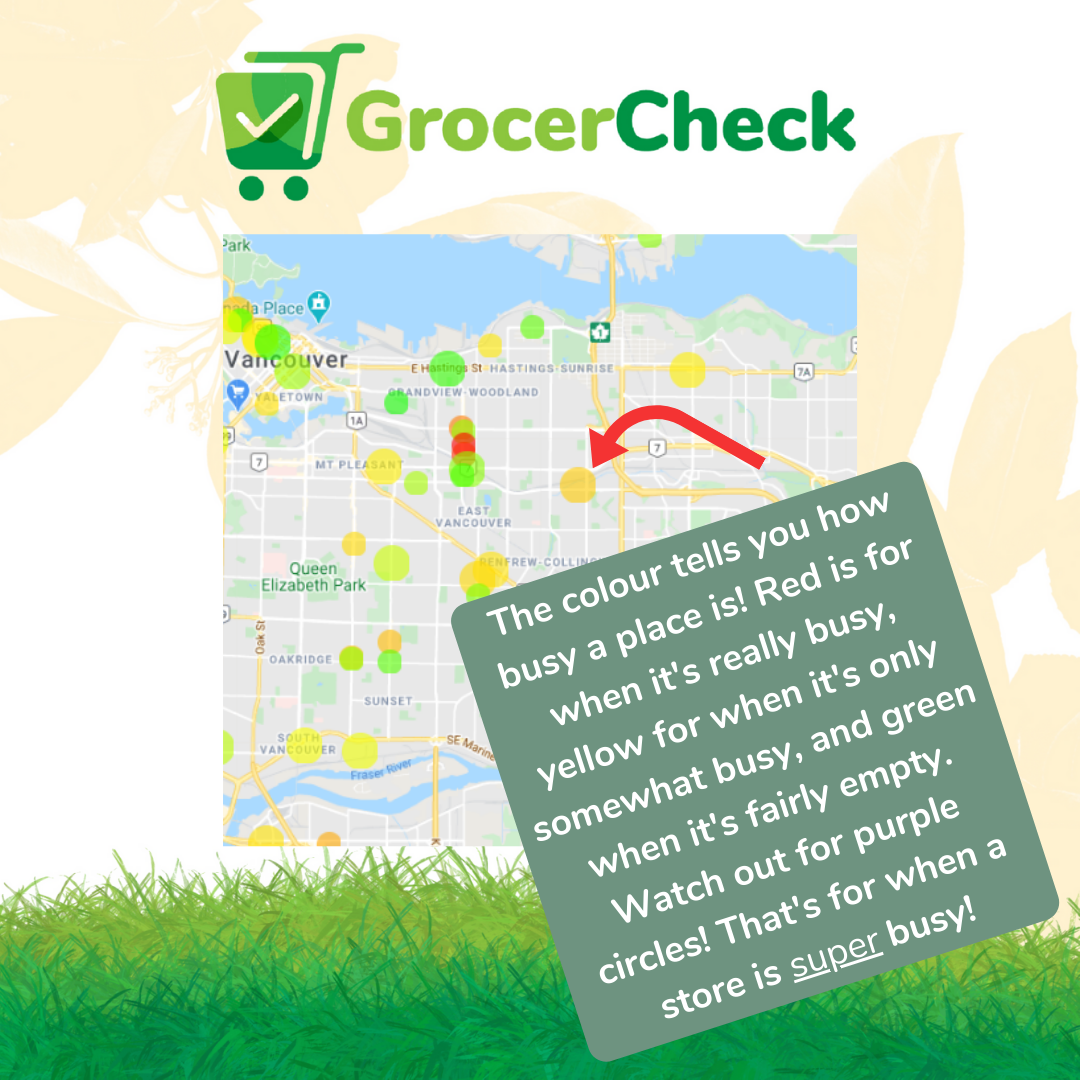 GrocerCheck
Park
nada Place
Vancouver
E Hastings St
HASTINGS-SUNRISE
7A
YALETOWN
GRANDVIEW-WOODLAND
1A
1
7
7
MT PLEASANT
EAST
VANCOUVER
RENFREW-COLLING
Queen
Elizabeth Park
Oak St
OAKRIDGE
SUNSET
SOUTH
VANCOUVER
SE Marine
Fraser River
The colour tells you how
busy a place is! Red is for
when it's really busy,
yellow for when it's only
somewhat busy, and green
when it's fairly empty.
Watch out for purple
circles! That's for when a
store is super busy!